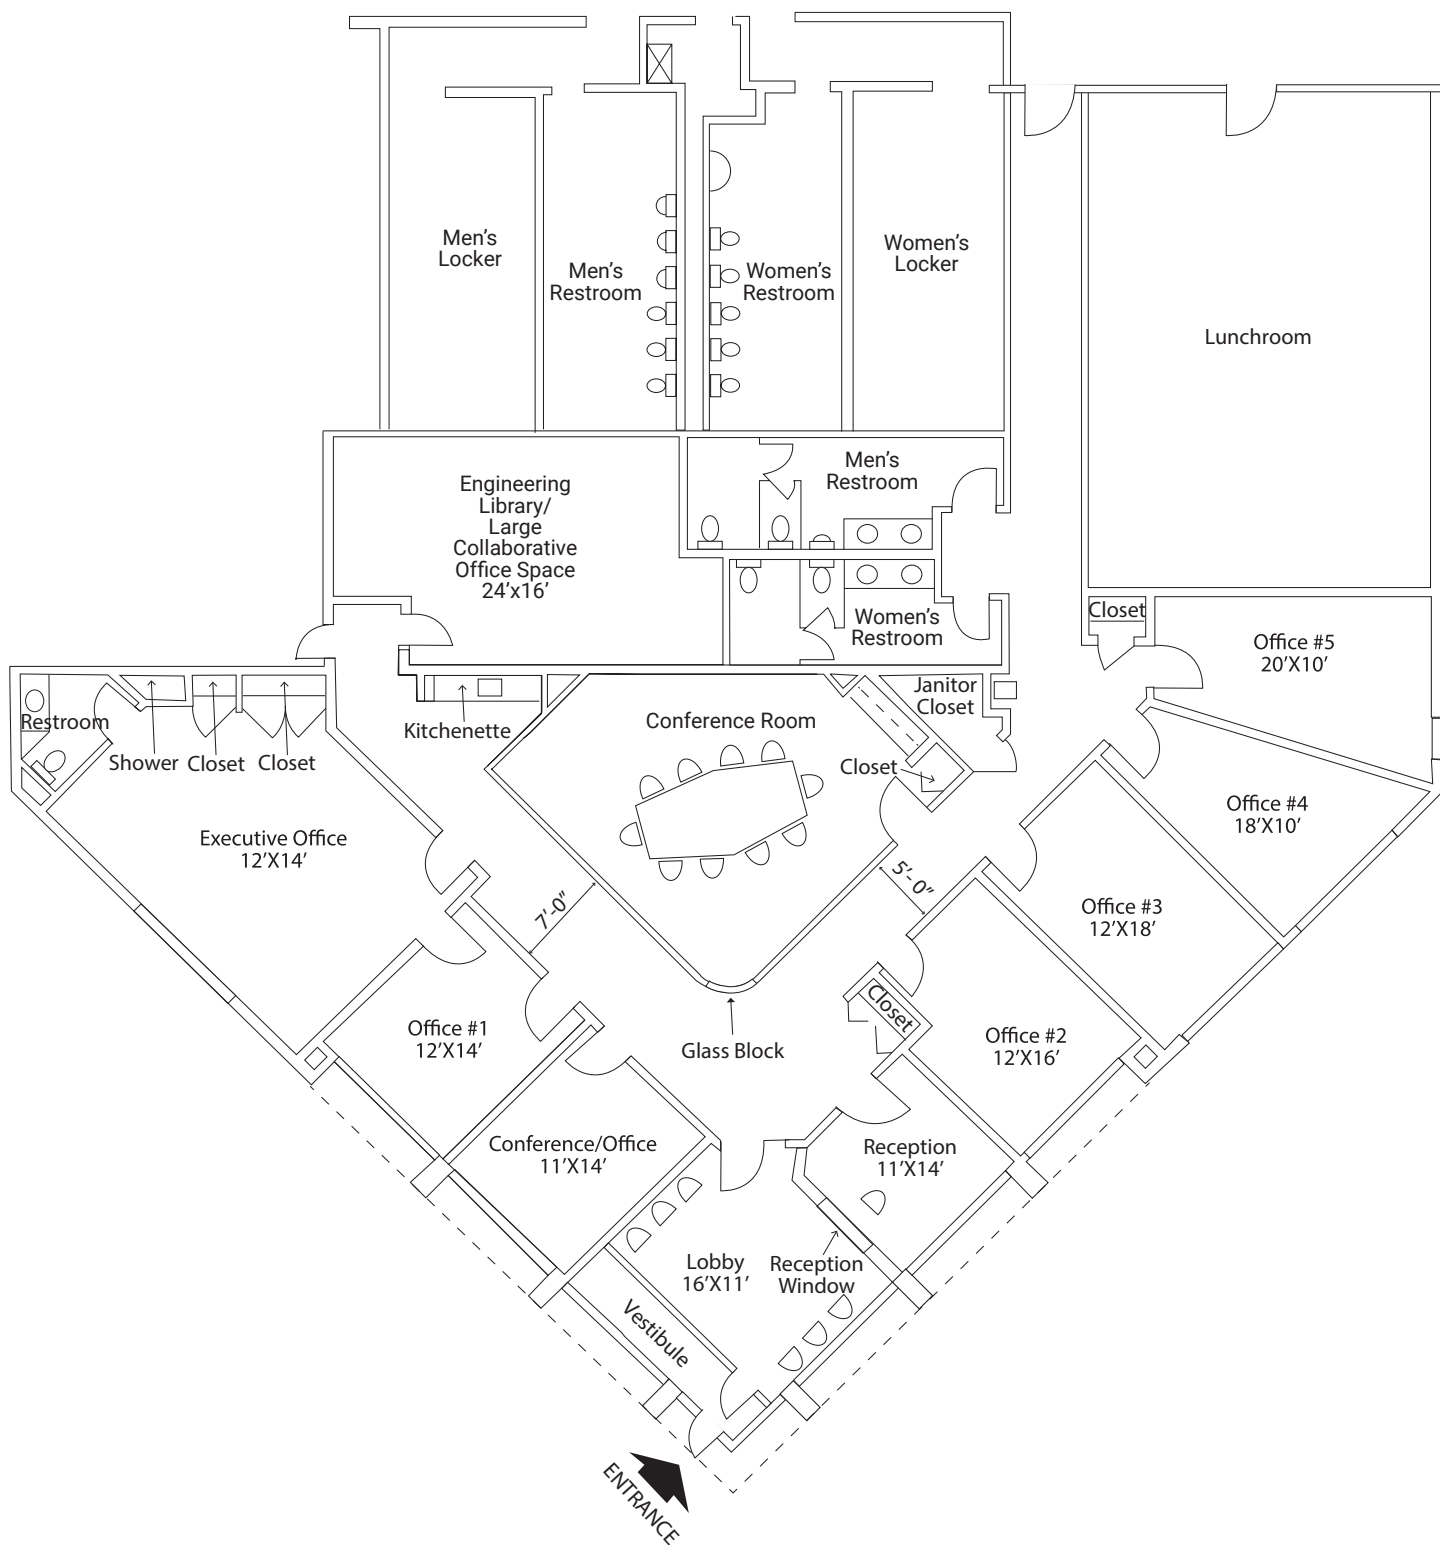 Men’s
Locker
Men’s
Restroom
Women’s
Restroom
Women’s
Locker
Lunchroom
Engineering
Library/
Large
Collaborative
Office Space
24’x16’
Men’s
Restroom
Women’s
Restroom
Closet
Office #5
20’X10’
Restroom
Shower
Closet
Closet
Kitchenette
Conference Room
Janitor
Closet
Closet
Executive Office
12’X14’
Office #4
18’X10’
7’-0”
5’-0”
Office #3
12’X18’
Office #1
12’X14’
Glass Block
Closet
Office #2
12’X16’
Conference/Office
11’X14’
Reception
11’X14’
Lobby
16’X11’
Reception
Window
Vestibule
ENTRANCE